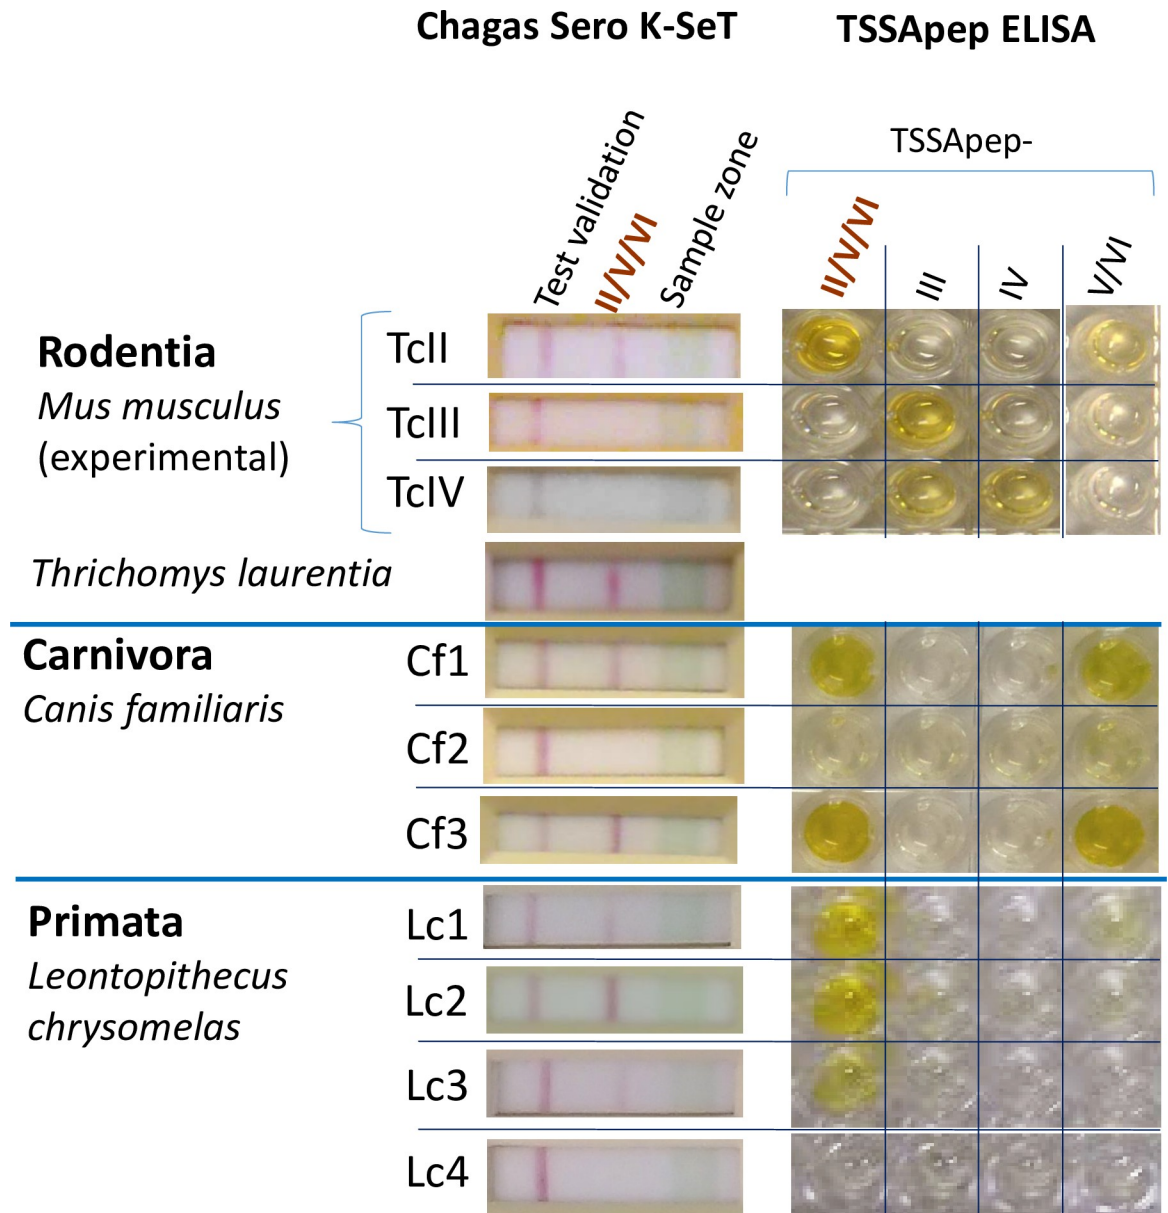 Chagas Sero K-SeT
TSSApep ELISA
TSSApep-
Test validation
II/V/VI
Sample zone
II/V/VI
III
IV
V/VI
Rodentia
Mus musculus
(experimental)
TcII
TcIII
TcIV
Thrichomys laurentia
Carnivora
Canis familiaris
Cf1
Cf2
Cf3
Primata
Leontopithecus
chrysomelas
Lc1
Lc2
Lc3
Lc4